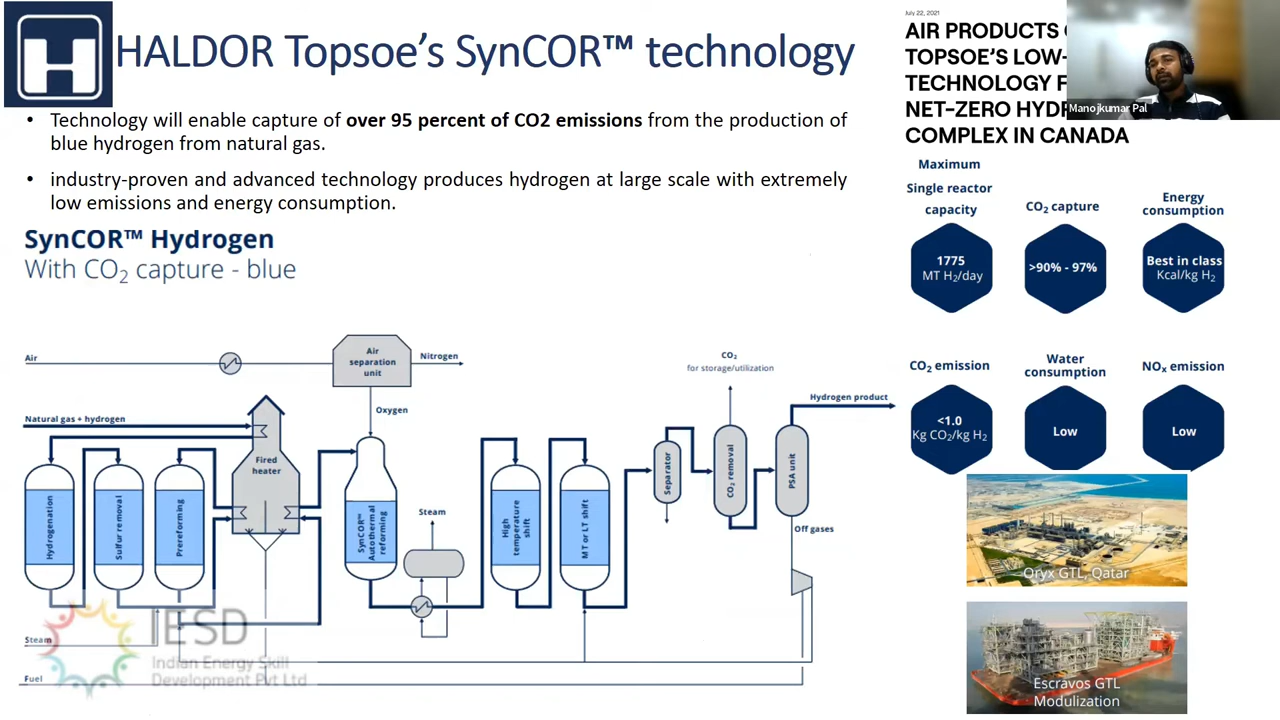 HALDOR Topsoe's SynCOR™ technology
• Technology will enable capture of over 95 percent of CO2 emissions from the production of
blue hydrogen from natural gas.
• industry-proven and advanced technology produces hydrogen at large scale with extremely
low emissions and energy consumption.
SynCOR™ Hydrogen
With CO₂ capture - blue
Air
Air
separation
unit
Nitrogen
Oxygen
Natural gas + hydrogen
Fired
heater
Hydrogenation
Sulfur removal
Prereforming
SynCOR™
Autothermal
reforming
Steam
High
temperature
shift
MT or LT shift
Separator
CO₂ removal
PSA unit
CO₂
for storage/utilization
Hydrogen product
Off gases
Steam
Fuel
IESD
Indian Energy Skill
Development Pvt Ltd
July 22, 2021
AIR PRODUCTS
TOPSOE'S LOW-
TECHNOLOGY
NET-ZERO
COMPLEX IN CANADA
Manojkumar Pal
Maximum
Single reactor
capacity
1775
MT H₂/day
CO₂ capture
>90% - 97%
Energy
consumption
Best in class
Kcal/kg H₂
CO₂ emission
<1.0
Kg CO₂/kg H₂
Water
consumption
Low
NOₓ emission
Low
Oryx GTL, Qatar
Escravos GTL
Modulization